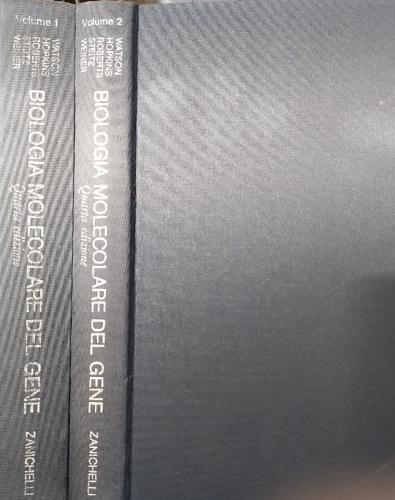 Volume 1
WATSON
HOPKINS
ROBERTS
STEITZ
WEINER
BIOLOGIA MOLECOLARE DEL GENE
Quarta edizione
ZANICHELLI
Volume 2
WATSON
HOPKINS
ROBERTS
STEITZ
WEINER
BIOLOGIA MOLECOLARE DEL GENE
Quarta edizione
ZANICHELLI